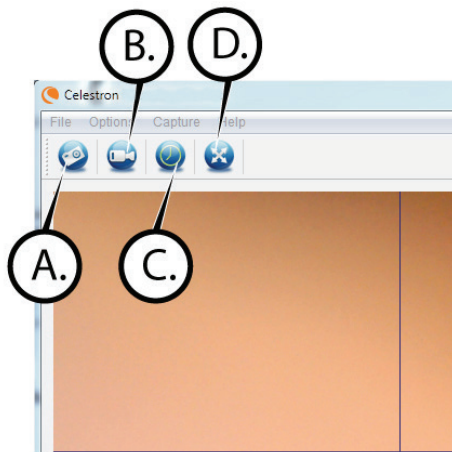 B. D.
Celestron
File Options Capture Help
A. C.